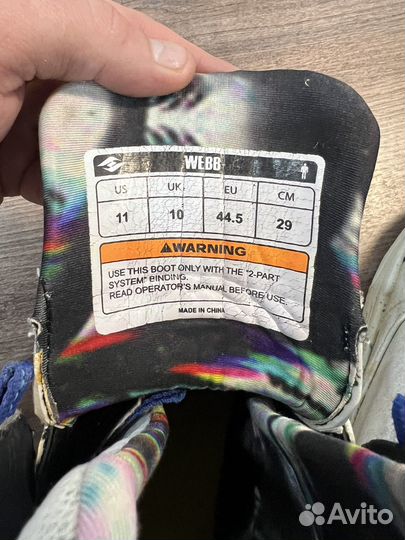 WEBB
US UK EU CM
11 10 44.5 29
WARNING
USE THIS BOOT ONLY WITH THE "2-PART
SYSTEM" BINDING.
READ OPERATOR'S MANUAL BEFORE USE.
MADE IN CHINA
Avito